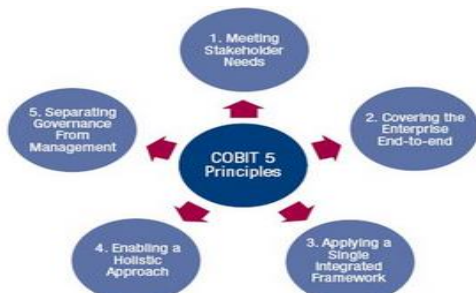 1. Meeting
Stakeholder
Needs
2. Covering the
Enterprise
End-to-end
3. Applying a
Single
Integrated
Framework
4. Enabling a
Holistic
Approach
5. Separating
Governance
From
Management
COBIT 5
Principles